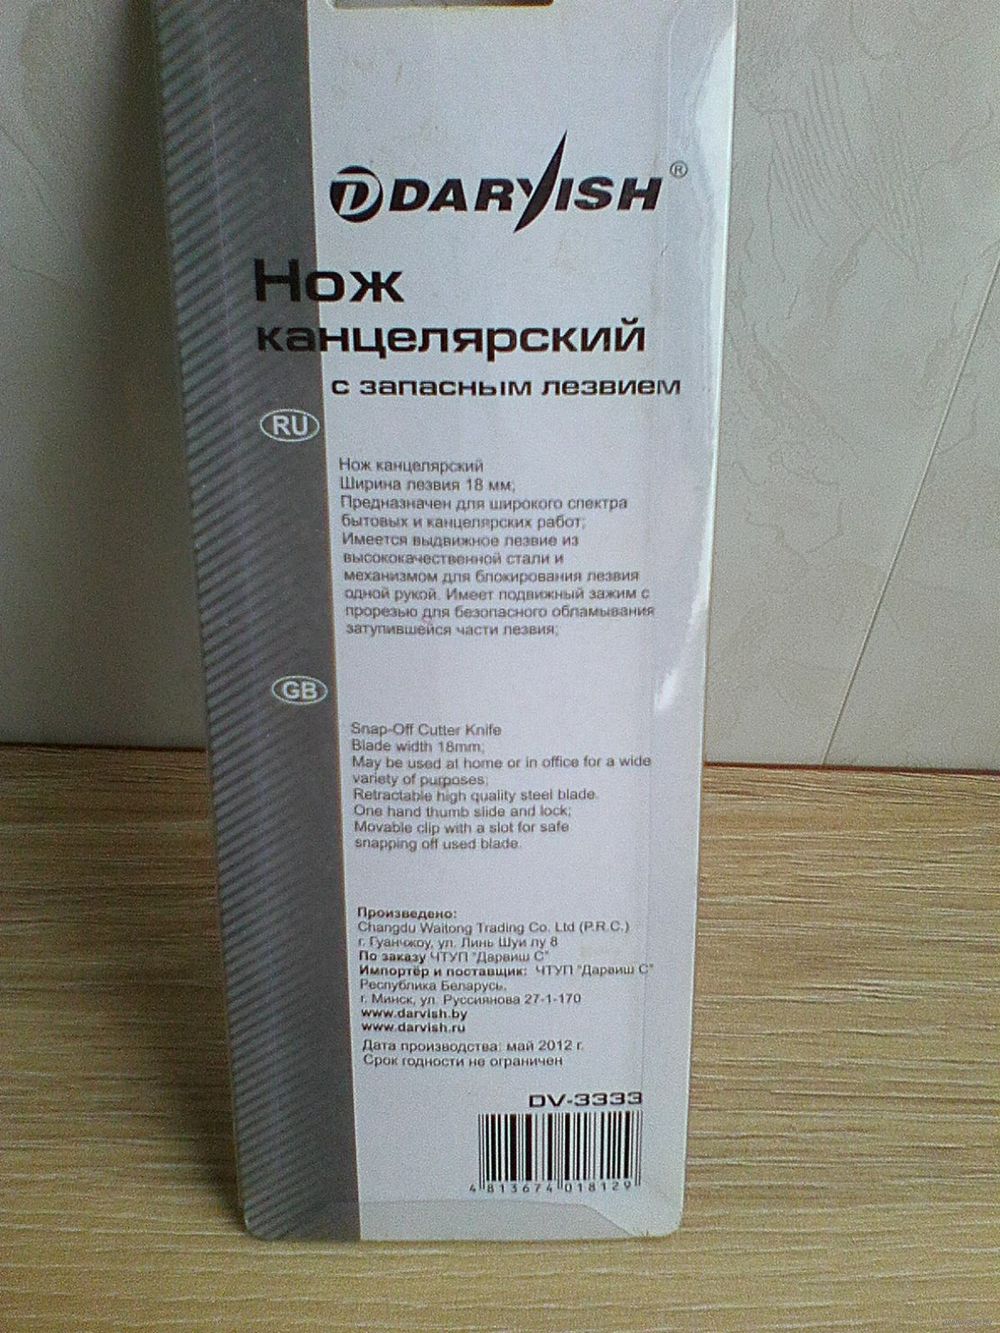 DARVISH ®
Нож
канцелярский
с запасным лезвием
RU
Нож канцелярский
Ширина лезвия 18 мм;
Предназначен для широкого спектра
бытовых и канцелярских работ;
Имеется выдвижное лезвие из
высококачественной стали и
механизмом для блокирования лезвия
одной рукой. Имеет подвижный зажим с
прорезью для безопасного обламывания
затупившейся части лезвия;
GB
Snap-Off Cutter Knife
Blade width 18mm;
May be used at home or in office for a wide
variety of purposes;
Retractable high quality steel blade.
One hand thumb slide and lock;
Movable clip with a slot for safe
snapping off used blade.
Произведено:
Changdu Waitong Trading Co. Ltd (P.R.C.)
г. Гуанчжоу, ул. Линь Шуи лу 8
По заказу ЧТУП "Дарвиш С"
Импортёр и поставщик: ЧТУП "Дарвиш С"
Республика Беларусь,
г. Минск, ул. Руссиянова 27-1-170
www.darvish.by
www.darvish.ru
Дата производства: май 2012 г.
Срок годности не ограничен
DV-3333
4 813674 018129